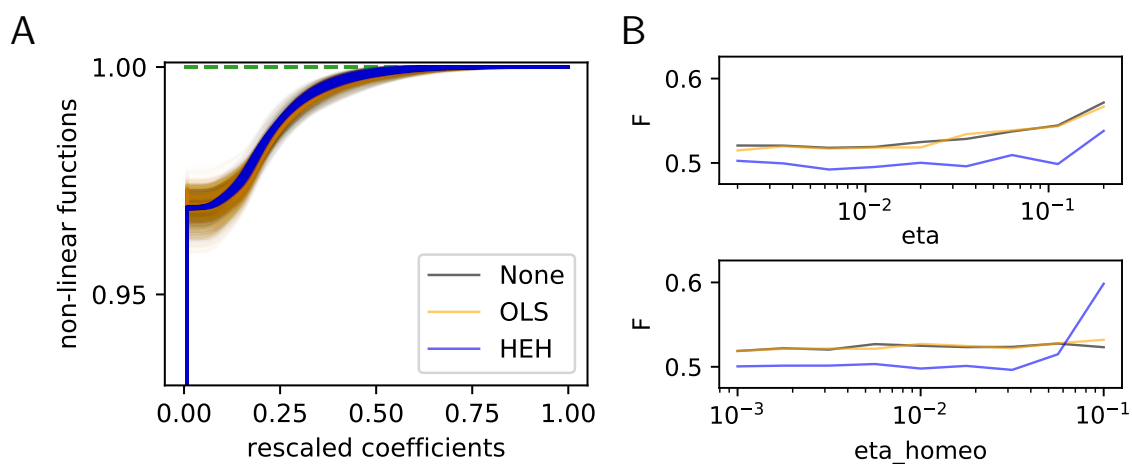 A
non-linear functions
1.00
0.95
None
OLS
HEH
0.00 0.25 0.50 0.75 1.00
rescaled coefficients
B
F
0.6
0.5
10⁻² 10⁻¹
eta
F
0.6
0.5
10⁻³ 10⁻² 10⁻¹
eta_homeo